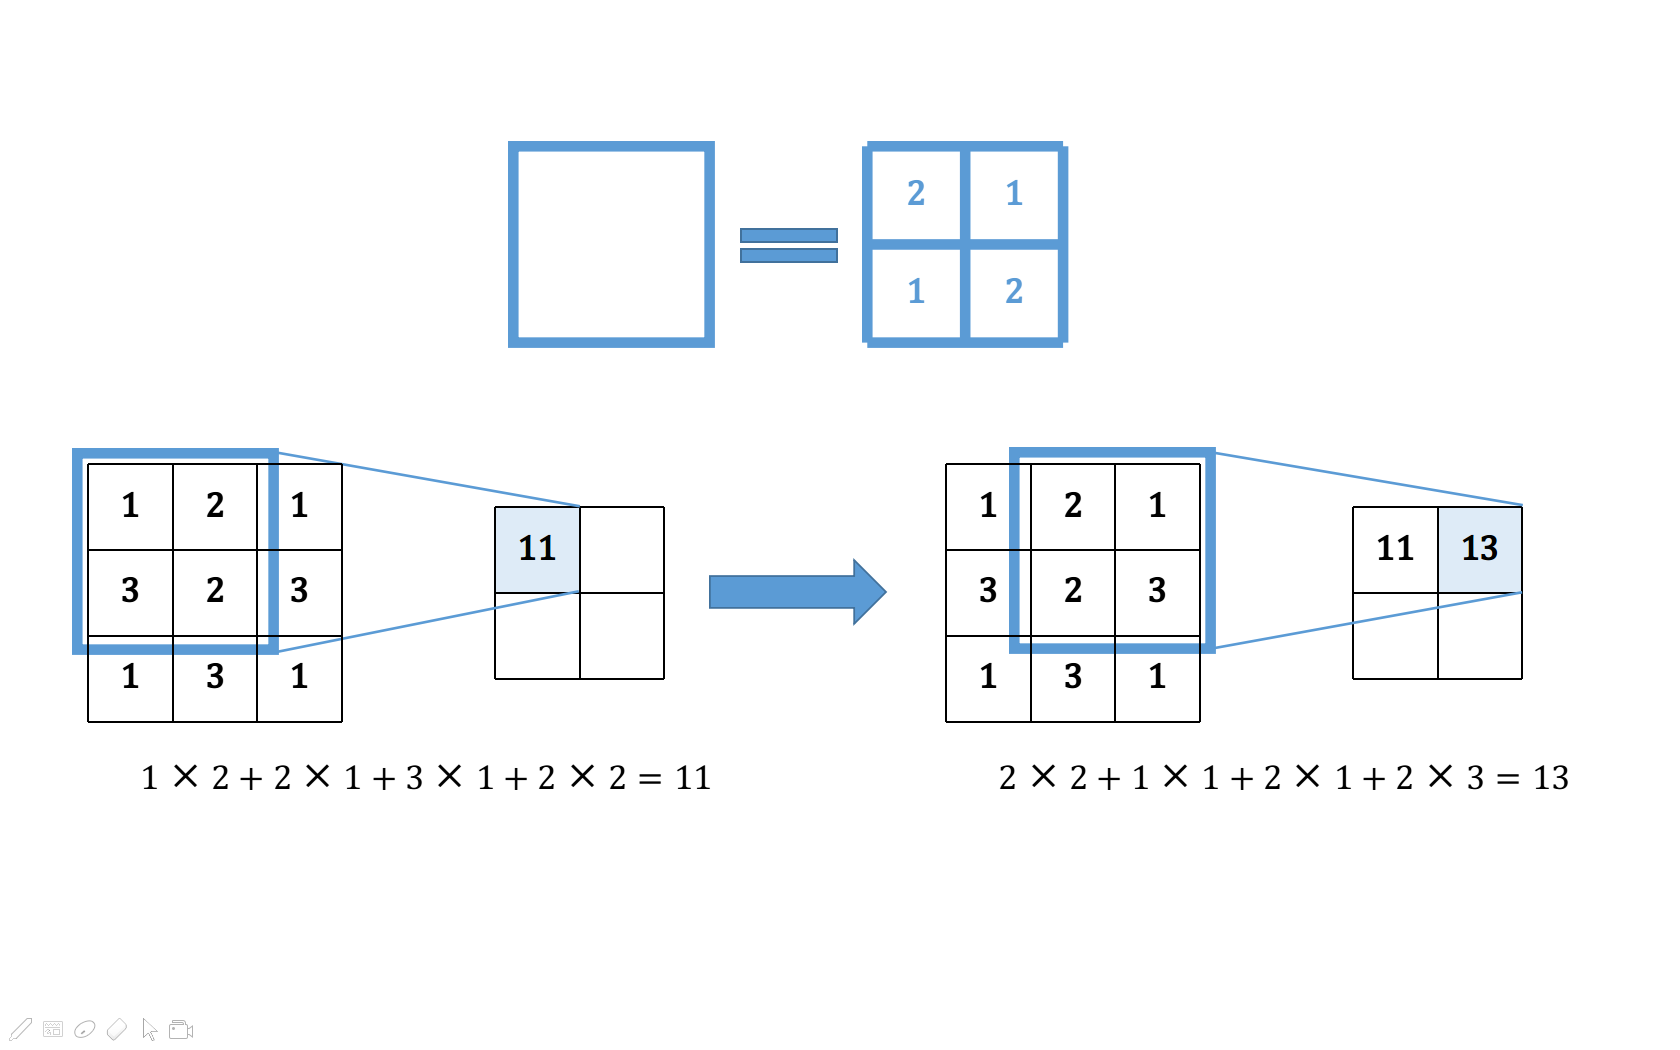 2 1
1 2
1 2 1
3 2 3
1 3 1
11
1 × 2 + 2 × 1 + 3 × 1 + 2 × 2 = 11
1 2 1
3 2 3
1 3 1
11 13
2 × 2 + 1 × 1 + 2 × 1 + 2 × 3 = 13